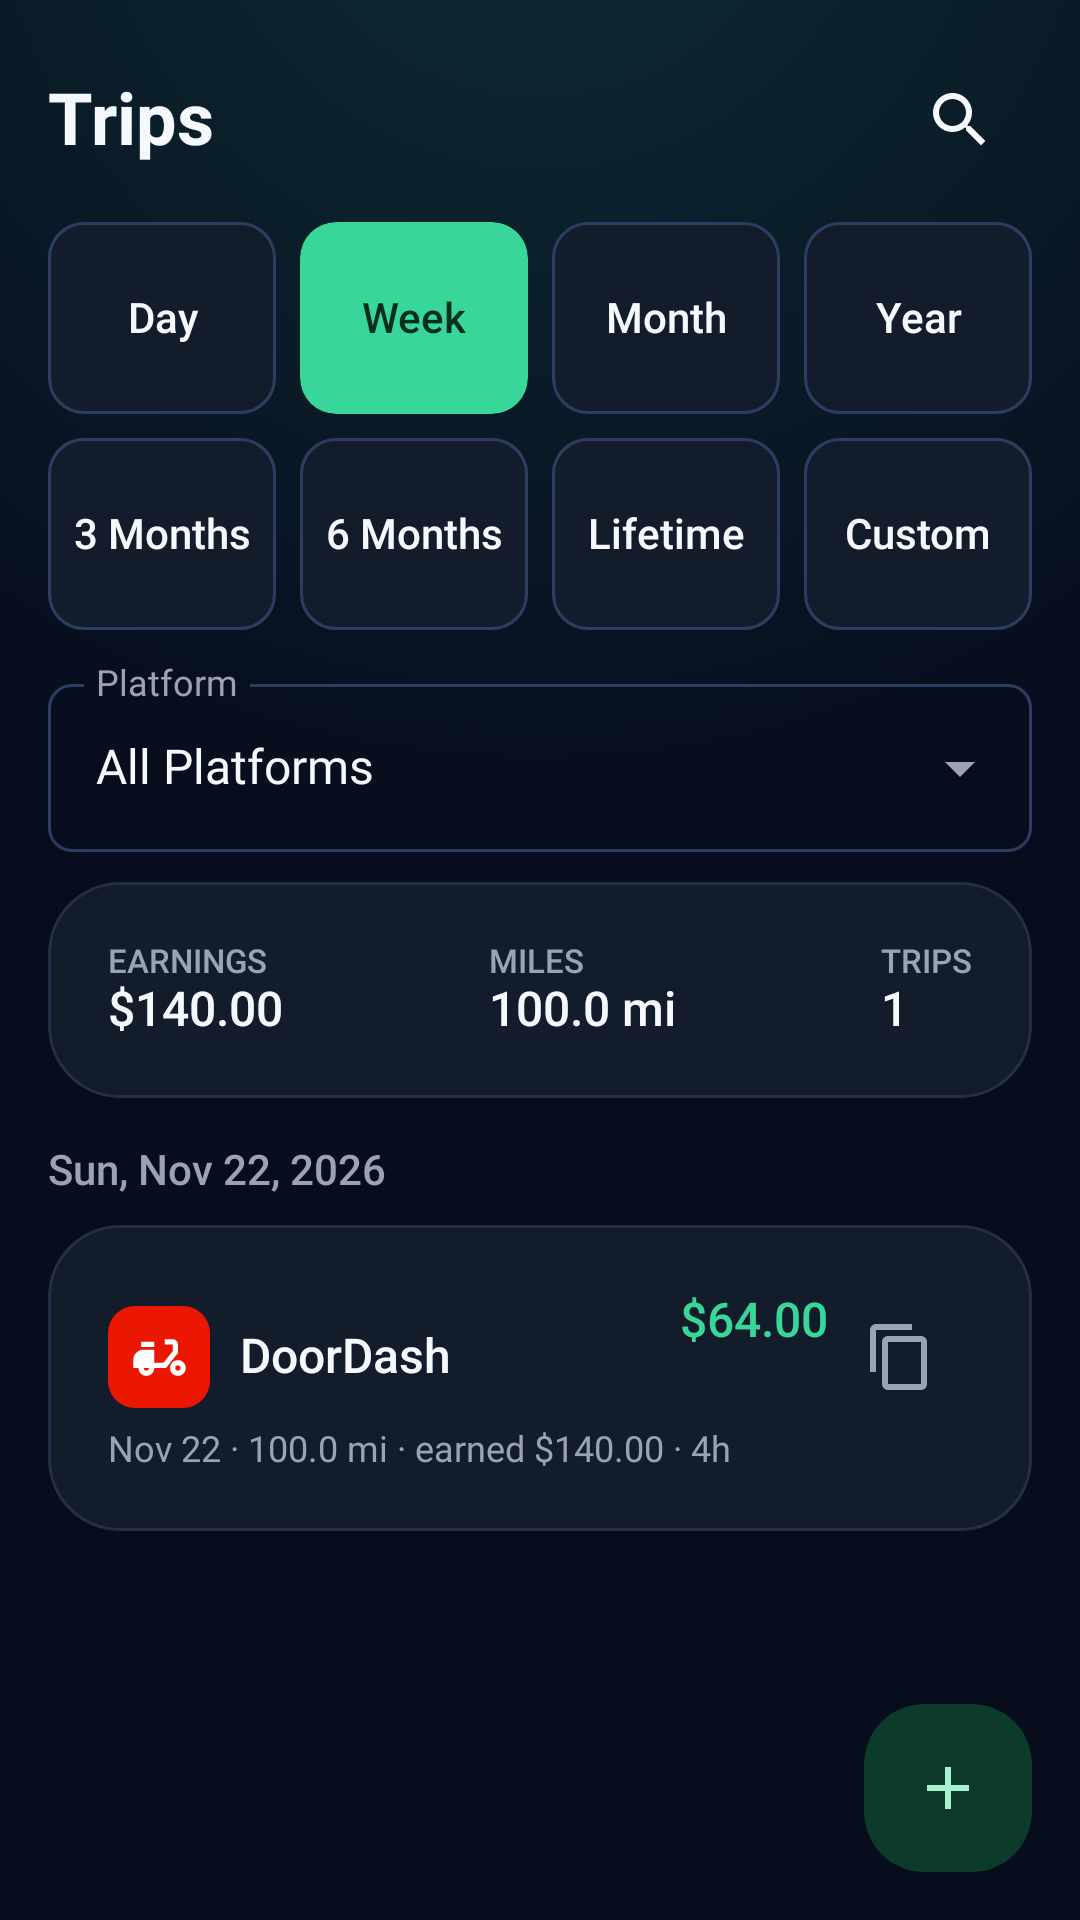 Trips
Day
Week
Month
Year
3 Months
6 Months
Lifetime
Custom
Platform
All Platforms
EARNINGS
MILES
TRIPS
$140.00
100.0 mi
1
Sun, Nov 22, 2026
$64.00
DoorDash
Nov 22 · 100.0 mi · earned $140.00 · 4h